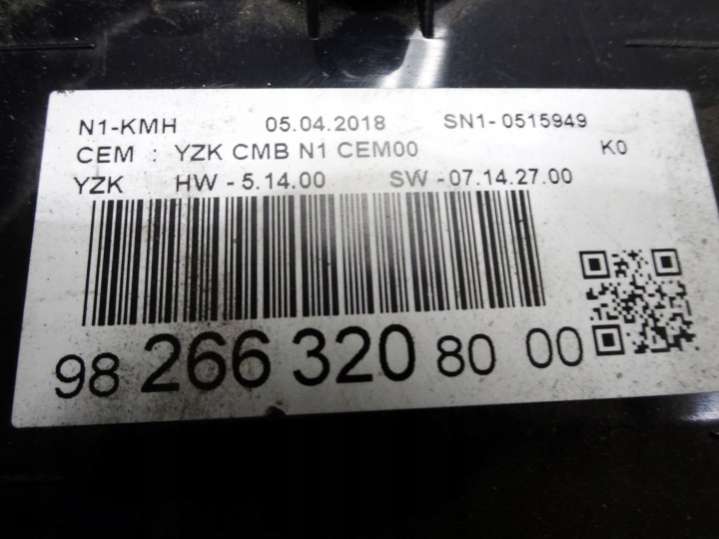 N1-KMH 05.04.2018 SN1- 0515949
CEM : YZK CMB N1 CEM00 K0
YZK HW - 5.14.00 SW - 07.14.27.00
98 266 320 80 00